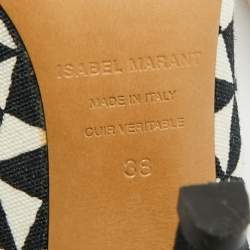 ISABEL MARANT
MADE IN ITALY
CUIR VERITABLE
38